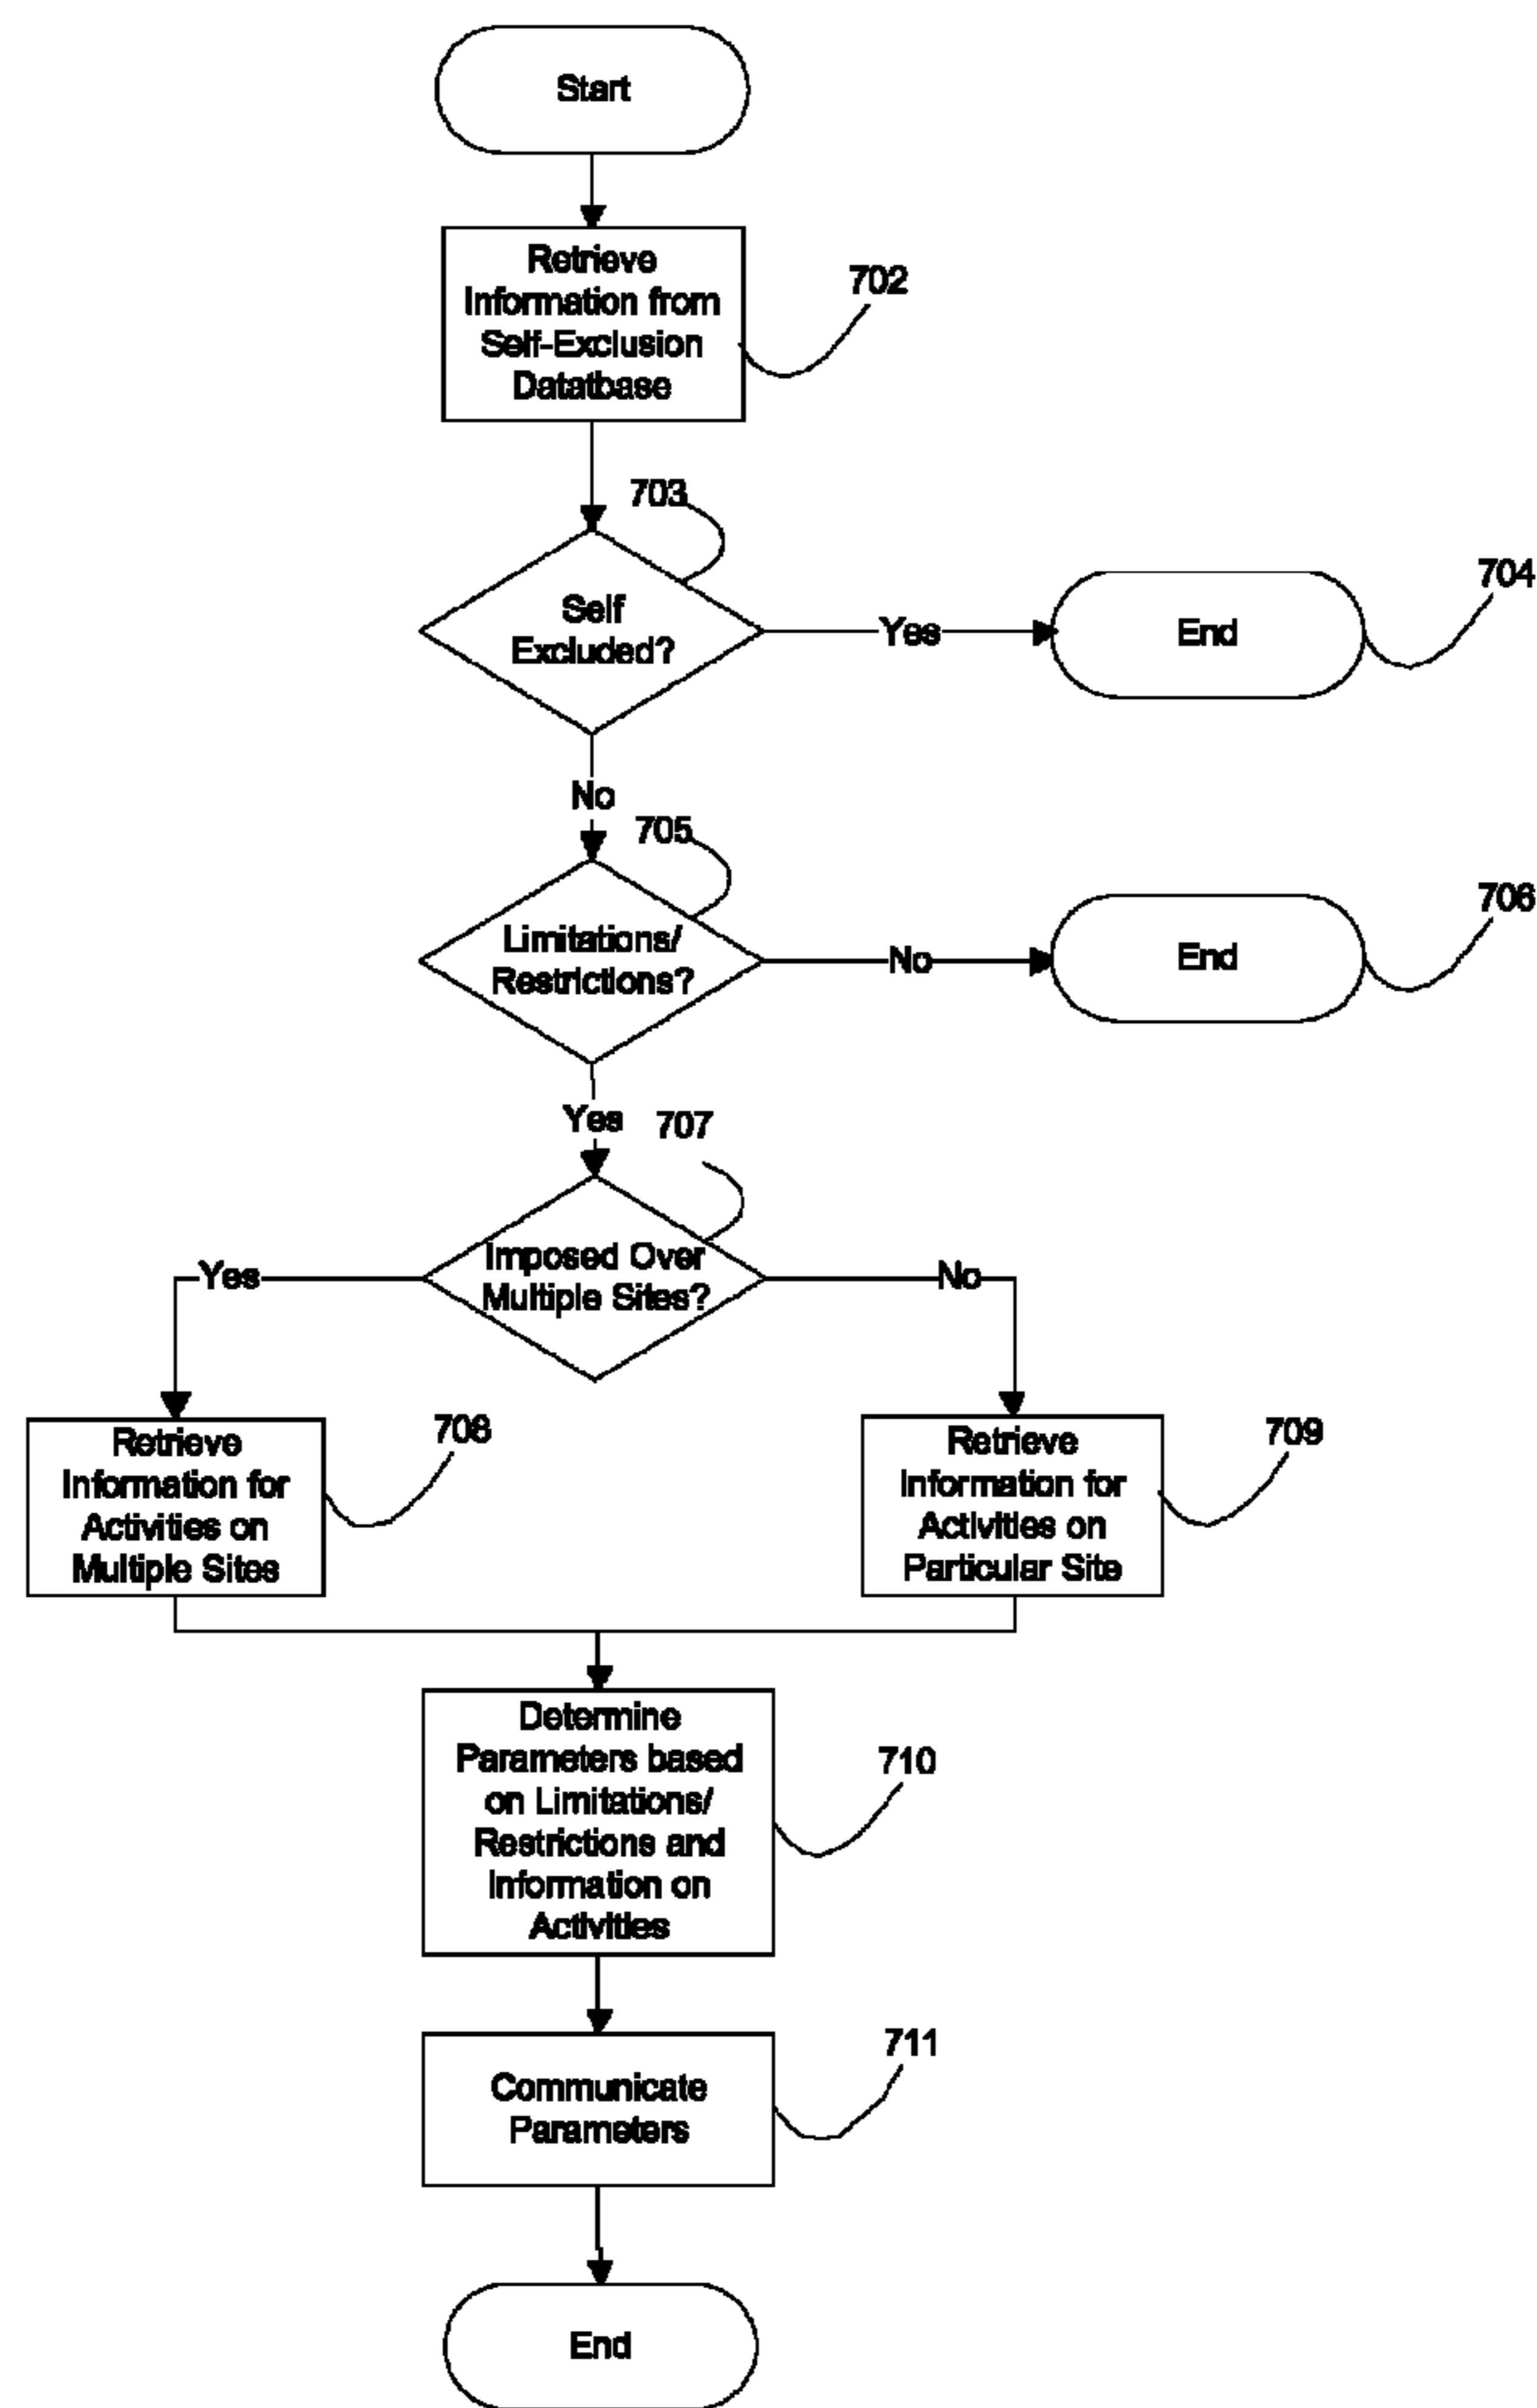 Start
Retrieve
Information from
Self-Exclusion
Datatbase
702
703
Self
Excluded?
Yes
End
704
No
705
Limitations/
Restrictions?
No
End
706
Yes
707
Imposed Over
Multiple Sites?
Yes
No
Retrieve
Information for
Activities on
Multiple Sites
708
Retrieve
Information for
Activities on
Particular Site
709
Determine
Parameters based
on Limitations/
Restrictions and
Information on
Activities
710
Communicate
Parameters
711
End